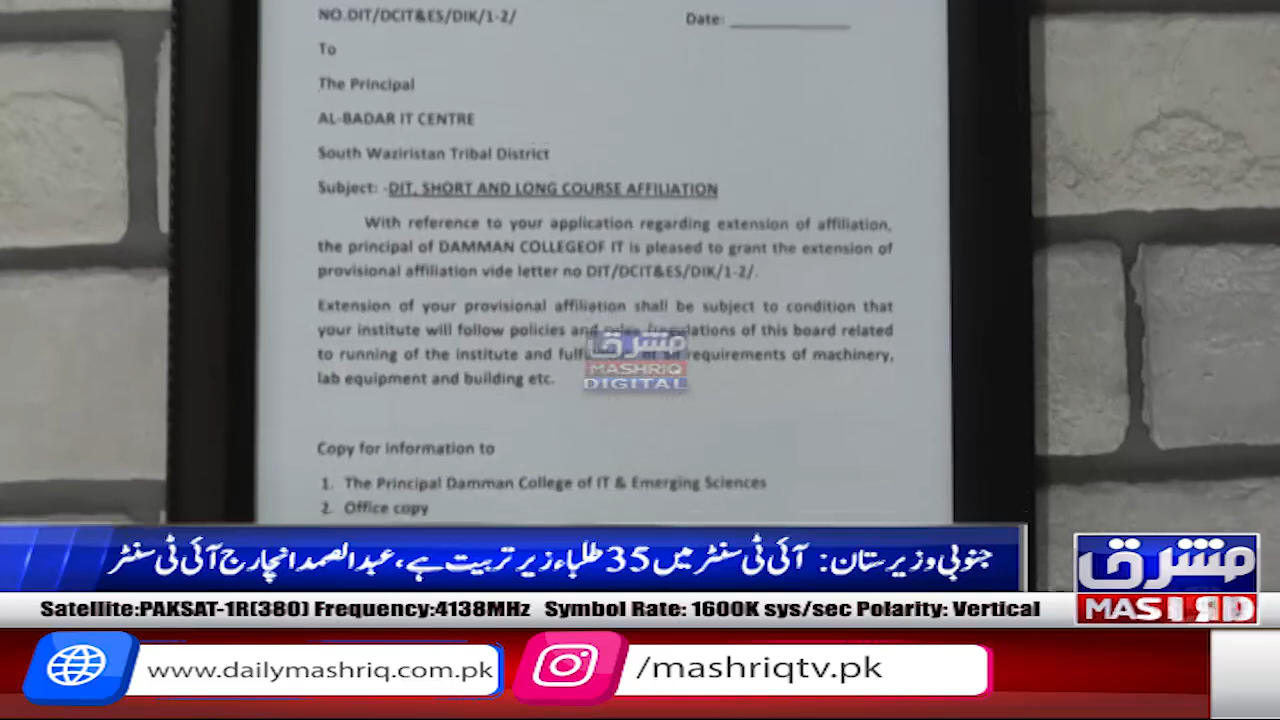 NO.DIT/DCIT&ES/DIK/1-2/ Date:
To
The Principal
AL-BADAR IT CENTRE
South Waziristan Tribal District
Subject: -DIT, SHORT AND LONG COURSE AFFILIATION
With reference to your application regarding extension of affiliation,
the principal of DAMMAN COLLEGEOF IT is pleased to grant the extension of
provisional affiliation vide letter no DIT/DCIT&ES/DIK/1-2/.
Extension of your provisional affiliation shall be subject to condition that
your institute will follow policies and of this board related
to running of the institute and requirements of machinery,
lab equipment and building etc.
مشرق
MASHRIQ
DIGITAL
Copy for information to
1. The Principal Damman College of IT & Emerging Sciences
2. Office copy
جنوبی وزیرستان: آئی ٹی سنٹر میں 35 طلباء زیر تربیت ہے، عبدالصمد انچارج آئی ٹی سنٹر
مشرق
Satellite:PAKSAT-1R(380) Frequency:4138MHz Symbol Rate: 1600K sys/sec Polarity: Vertical
www.dailymashriq.com.pk
/mashriqtv.pk